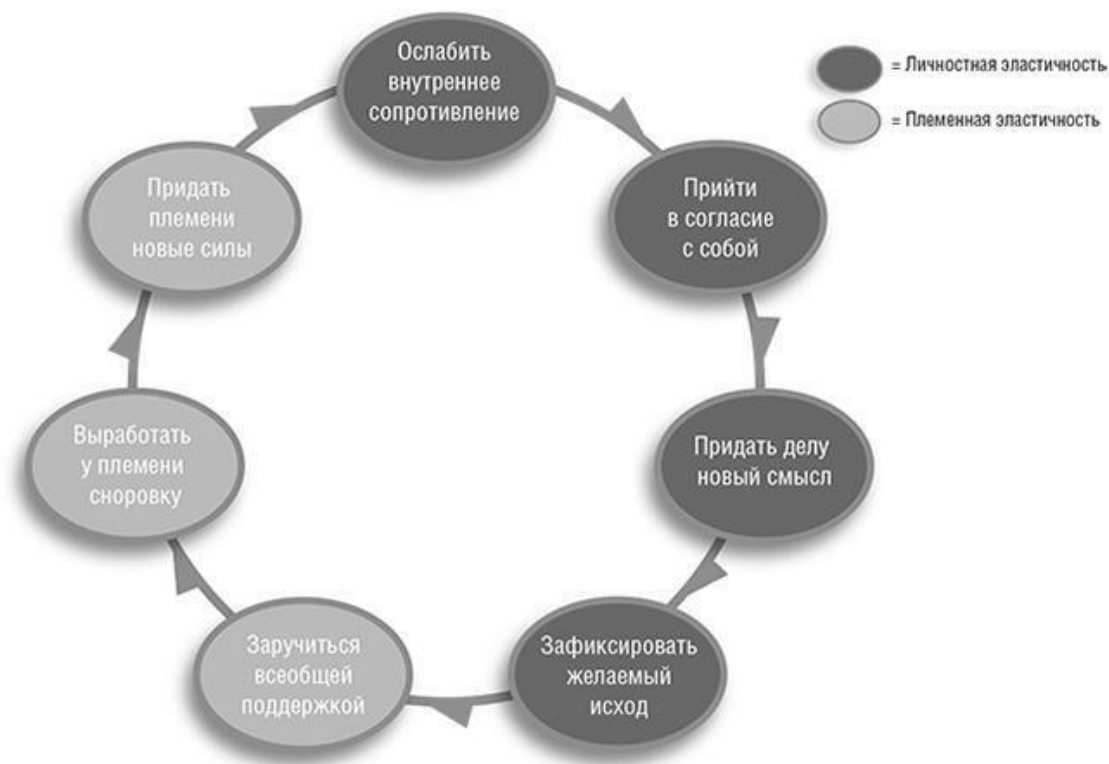 Ослабить
внутреннее
сопротивление
= Личностная эластичность
= Племенная эластичность
Прийти
в согласие
с собой
Придать делу
новый смысл
Зафиксировать
желаемый
исход
Заручиться
всеобщей
поддержкой
Выработать
у племени
сноровку
Придать
племени
новые силы